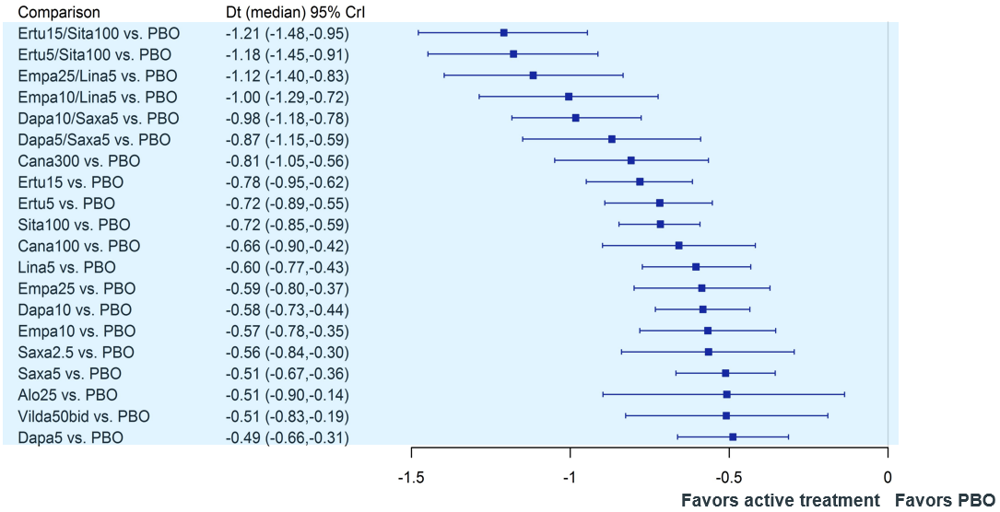 Comparison Dt (median) 95% CrI
Ertu15/Sita100 vs. PBO -1.21 (-1.48,-0.95)
Ertu5/Sita100 vs. PBO -1.18 (-1.45,-0.91)
Empa25/Lina5 vs. PBO -1.12 (-1.40,-0.83)
Empa10/Lina5 vs. PBO -1.00 (-1.29,-0.72)
Dapa10/Saxa5 vs. PBO -0.98 (-1.18,-0.78)
Dapa5/Saxa5 vs. PBO -0.87 (-1.15,-0.59)
Cana300 vs. PBO -0.81 (-1.05,-0.56)
Ertu15 vs. PBO -0.78 (-0.95,-0.62)
Ertu5 vs. PBO -0.72 (-0.89,-0.55)
Sita100 vs. PBO -0.72 (-0.85,-0.59)
Cana100 vs. PBO -0.66 (-0.90,-0.42)
Lina5 vs. PBO -0.60 (-0.77,-0.43)
Empa25 vs. PBO -0.59 (-0.80,-0.37)
Dapa10 vs. PBO -0.58 (-0.73,-0.44)
Empa10 vs. PBO -0.57 (-0.78,-0.35)
Saxa2.5 vs. PBO -0.56 (-0.84,-0.30)
Saxa5 vs. PBO -0.51 (-0.67,-0.36)
Alo25 vs. PBO -0.51 (-0.90,-0.14)
Vilda50bid vs. PBO -0.51 (-0.83,-0.19)
Dapa5 vs. PBO -0.49 (-0.66,-0.31)
-1.5 -1 -0.5 0
Favors active treatment Favors PBO